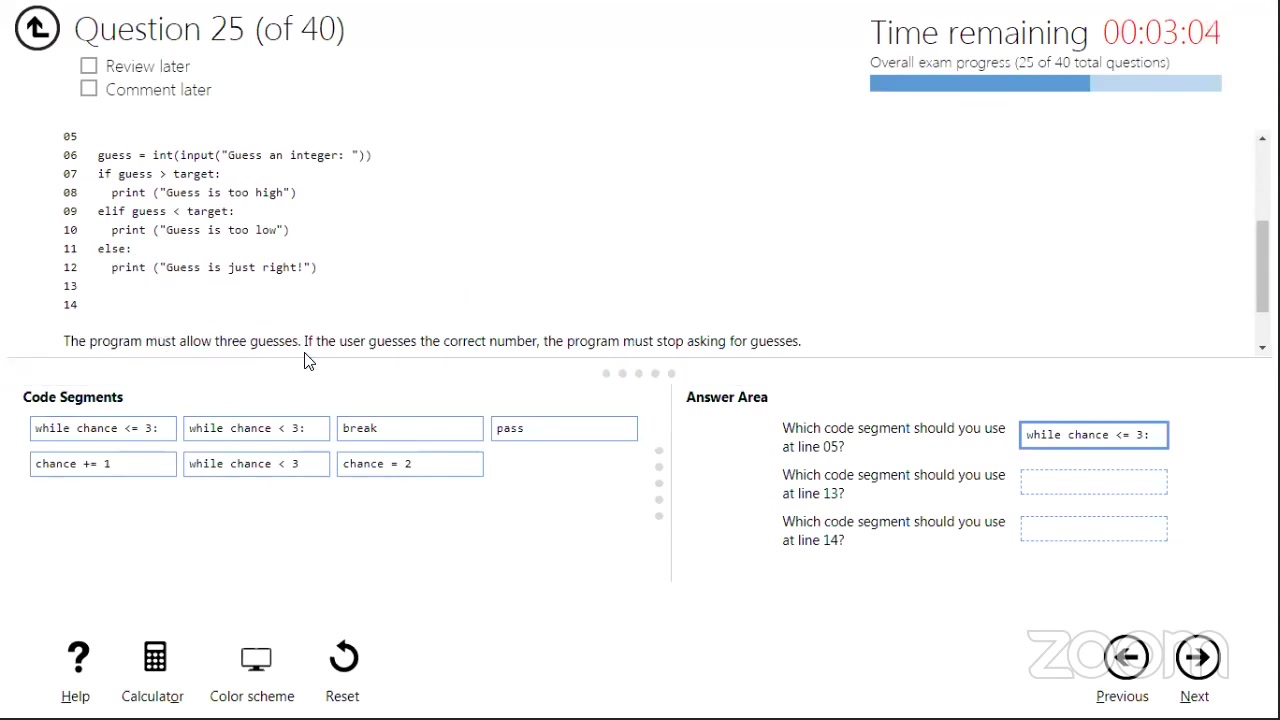 Question 25 (of 40)
Review later
Comment later
Time remaining 00:03:04
Overall exam progress (25 of 40 total questions)
05
06 guess = int(input("Guess an integer: "))
07 if guess > target:
08 print ("Guess is too high")
09 elif guess < target:
10 print ("Guess is too low")
11 else:
12 print ("Guess is just right!")
13
14
The program must allow three guesses. If the user guesses the correct number, the program must stop asking for guesses.
Code Segments
while chance <= 3: while chance < 3: break pass
chance += 1 while chance < 3 chance = 2
Answer Area
Which code segment should you use
at line 05?
while chance <= 3:
Which code segment should you use
at line 13?
Which code segment should you use
at line 14?
Help Calculator Color scheme Reset
zoom
Previous Next